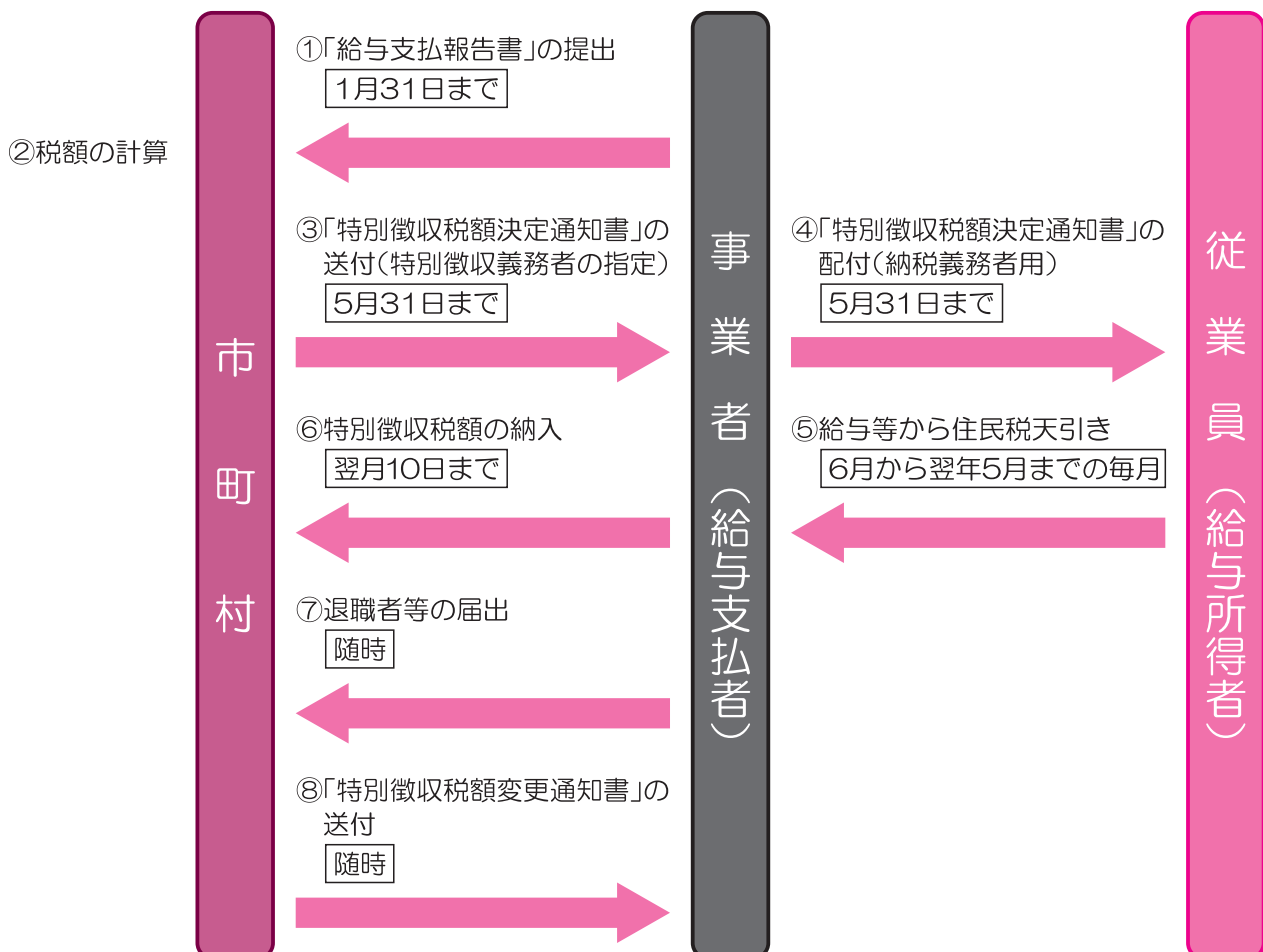 ①「給与支払報告書」の提出
1月31日まで
②税額の計算
③「特別徴収税額決定通知書」の
送付(特別徴収義務者の指定)
5月31日まで
④「特別徴収税額決定通知書」の
配付(納税義務者用)
5月31日まで
⑤給与等から住民税天引き
6月から翌年5月までの毎月
⑥特別徴収税額の納入
翌月10日まで
⑦退職者等の届出
随時
⑧「特別徴収税額変更通知書」の
送付
随時
市町村
事業者(給与支払者)
従業員(給与所得者)